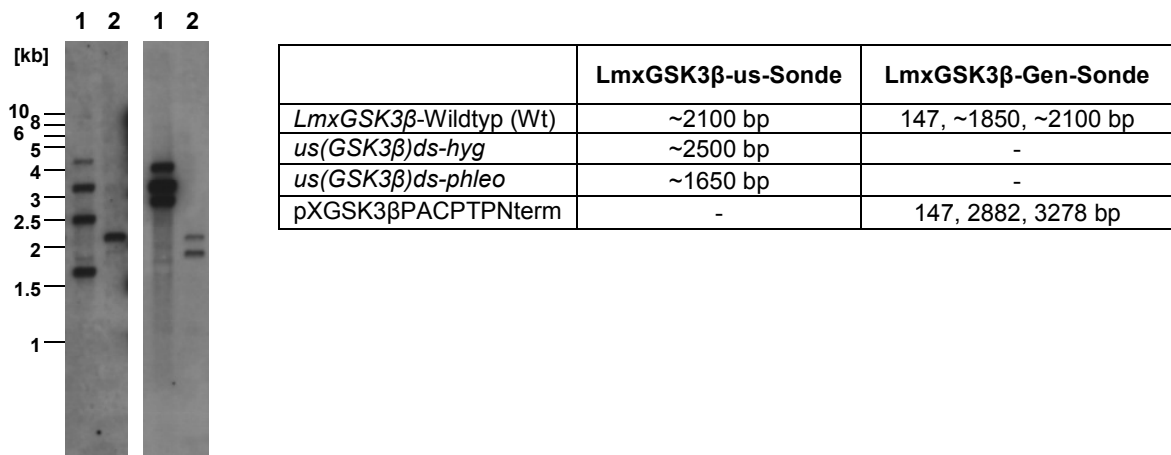 1 2 1 2
[kb]
10
8
6
5
4
3
2.5
2
1.5
1
LmxGSK3β-us-Sonde LmxGSK3β-Gen-Sonde
LmxGSK3β-Wildtyp (Wt) ~2100 bp 147, ~1850, ~2100 bp
us(GSK3β)ds-hyg ~2500 bp -
us(GSK3β)ds-phleo ~1650 bp -
pXGSK3βPACPTPNterm - 147, 2882, 3278 bp